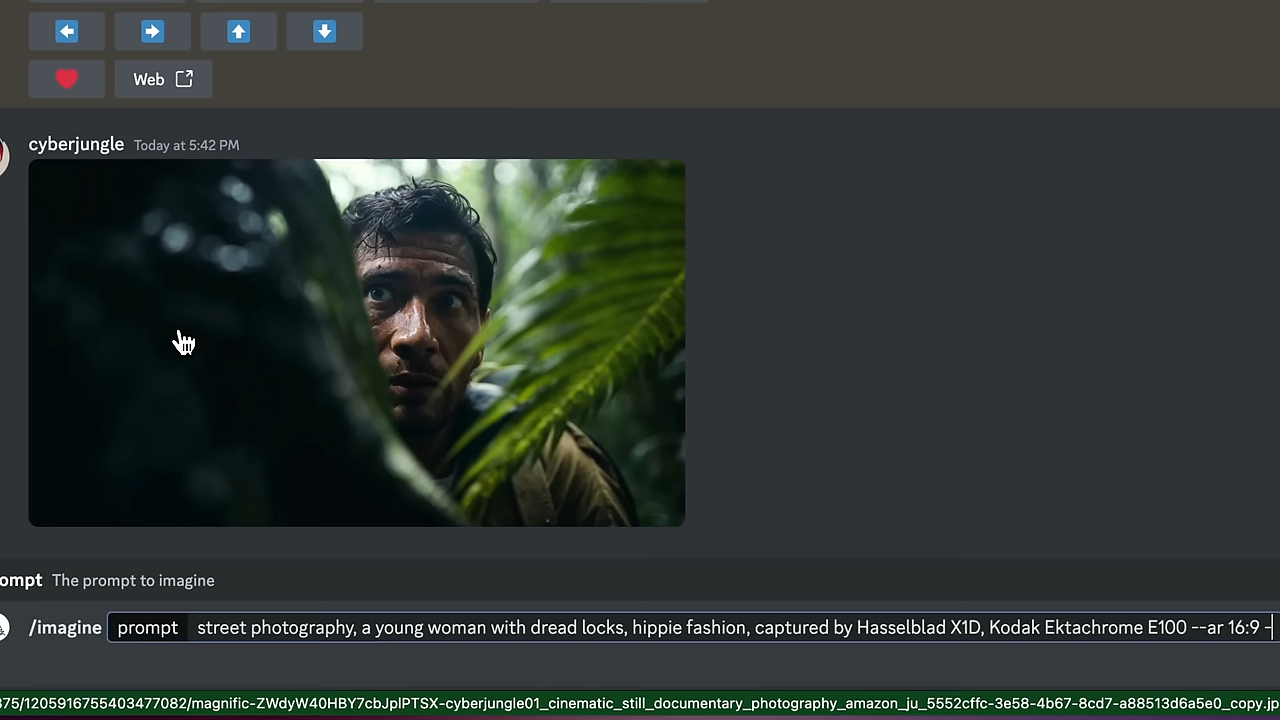 Web
cyberjungle Today at 5:42 PM
ompt The prompt to imagine
/imagine prompt street photography, a young woman with dread locks, hippie fashion, captured by Hasselblad X1D, Kodak Ektachrome E100 --ar 16:9 -
375/1205916755403477082/magnific-ZWdyW40HBY7cbJplPTSX-cyberjungle01_cinematic_still_documentary_photography_amazon_ju_5552cffc-3e58-4b67-8cd7-a88513d6a5e0_copy.jp